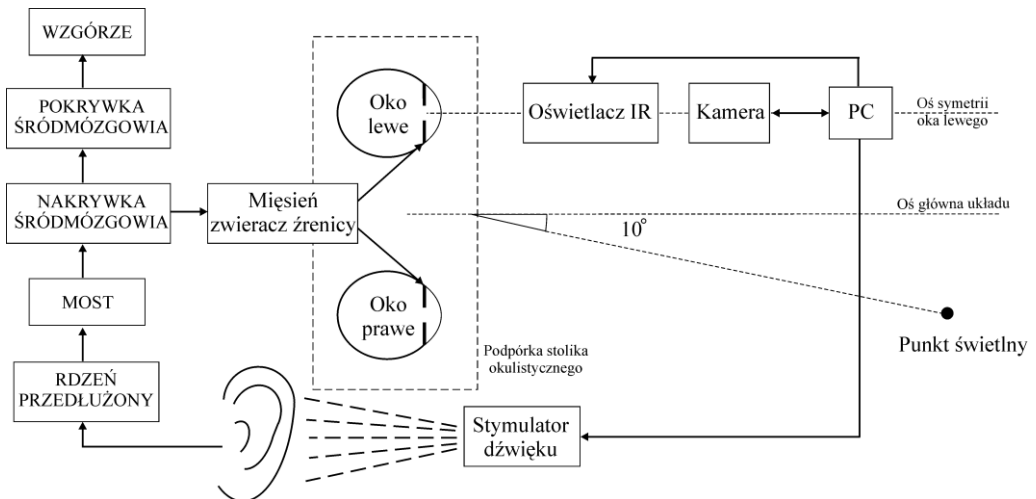 WZGÓRZE
POKRYWKA
ŚRÓDMÓZGOWIA
NAKRYWKA
ŚRÓDMÓZGOWIA
MOST
RDZEŃ
PRZEDŁUŻONY
Mięsień
zwieracz źrenicy
Oko
lewe
Oko
prawe
Oświetlacz IR
Kamera
PC
Oś symetrii
oka lewego
Oś główna układu
10°
Punkt świetlny
Podpórka stolika
okulistycznego
Stymulator
dźwięku